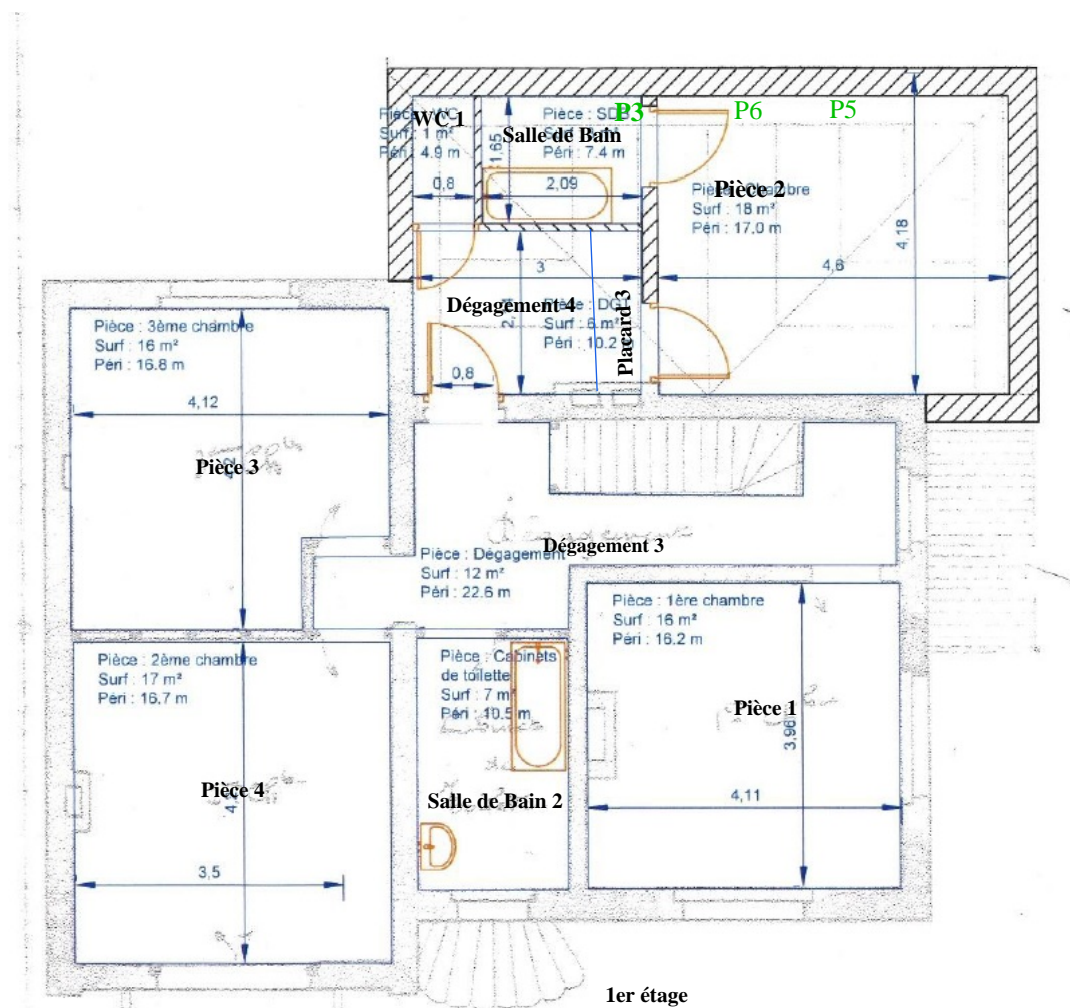 P3
P6
P5
WC 1
Surf : 1 m²
Péri : 4.9 m
Pièce : SDB
Salle de Bain
Péri : 7.4 m
1,65
0,8
2,09
Pièce : Chambre
Pièce 2
Surf : 18 m²
Péri : 17.0 m
4,18
4,6
3
Dégagement 4
Pièce : DGT
Surf : 6 m²
Péri : 10.2
Placard 3
0,8
Pièce : 3ème chambre
Surf : 16 m²
Péri : 16.8 m
4,12
Pièce 3
Dégagement
Dégagement 3
Pièce : Dégagement
Surf : 12 m²
Péri : 22.6 m
Pièce : 1ère chambre
Surf : 16 m²
Péri : 16.2 m
Pièce 1
3,96
4,11
Pièce : 2ème chambre
Surf : 17 m²
Péri : 16.7 m
Pièce 4
3,5
Pièce : Cabinets
de toilette
Surf : 7 m²
Péri : 10.5 m
Salle de Bain 2
1er étage